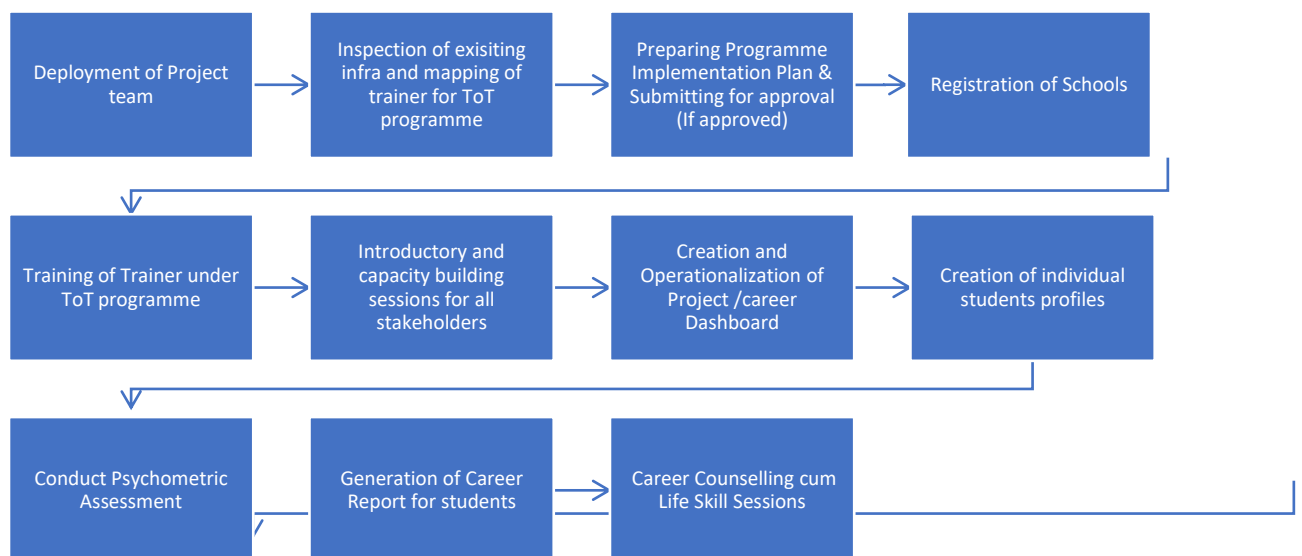 Deployment of Project
team
Inspection of exisiting
infra and mapping of
trainer for ToT
programme
Preparing Programme
Implementation Plan &
Submitting for approval
(If approved)
Registration of Schools
Training of Trainer under
ToT programme
Introductory and
capacity building
sessions for all
stakeholders
Creation and
Operationalization of
Project /career
Dashboard
Creation of individual
students profiles
Conduct Psychometric
Assessment
Generation of Career
Report for students
Career Counselling cum
Life Skill Sessions